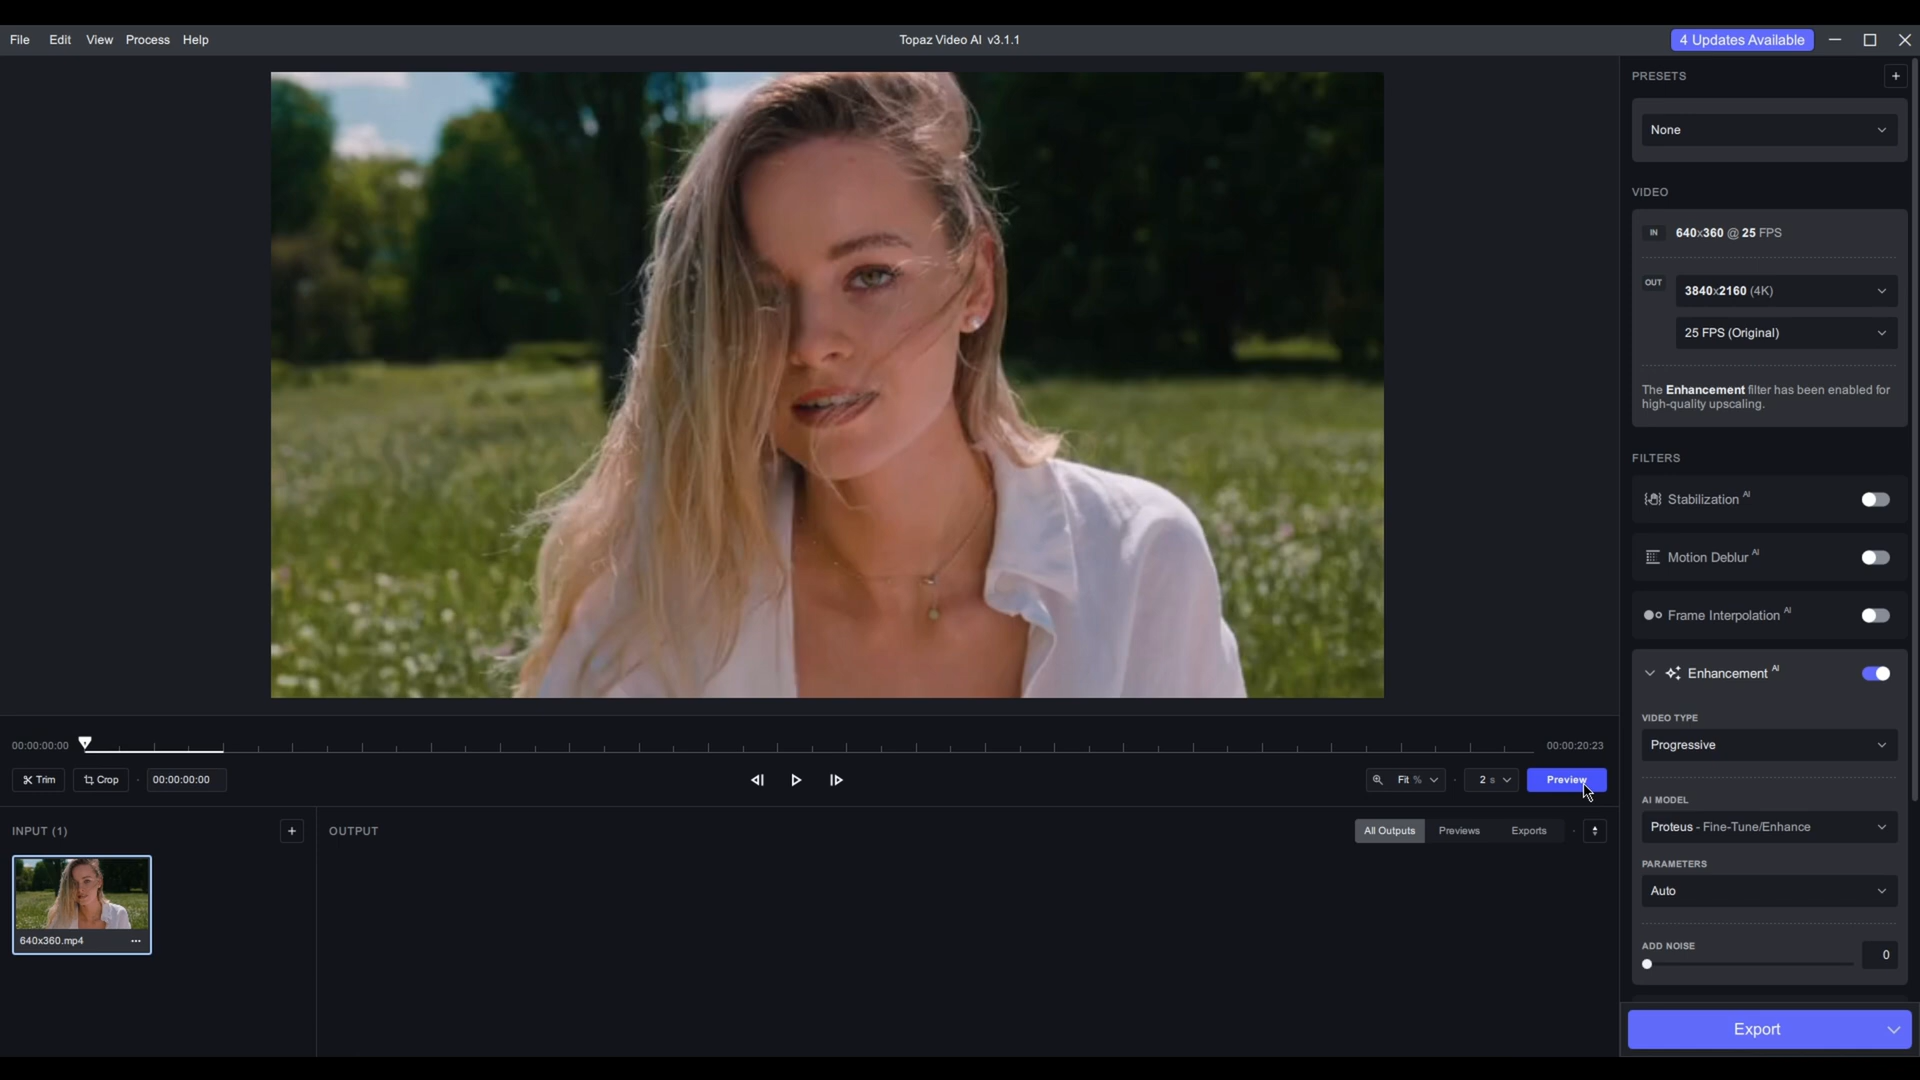 File Edit View Process Help
Topaz Video AI v3.1.1
4 Updates Available
PRESETS
+
None
VIDEO
IN 640x360 @ 25 FPS
OUT 3840x2160 (4K)
25 FPS (Original)
The Enhancement filter has been enabled for
high-quality upscaling.
FILTERS
Stabilization AI
Motion Deblur AI
Frame Interpolation AI
Enhancement AI
VIDEO TYPE
Progressive
AI MODEL
Proteus - Fine-Tune/Enhance
PARAMETERS
Auto
ADD NOISE
0
Export
00:00:00:00
00:00:20:23
Trim
Crop
00:00:00:00
Fit %
2 s
Preview
INPUT (1)
+
OUTPUT
All Outputs Previews Exports
640x360.mp4